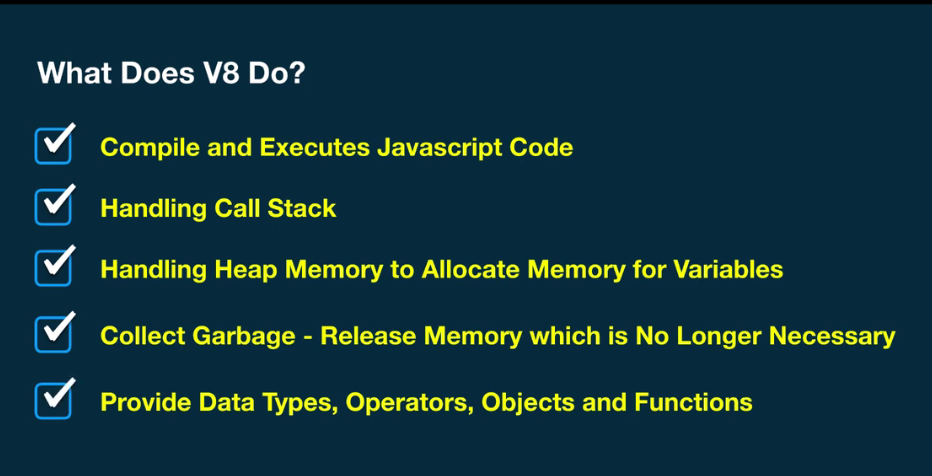 What Does V8 Do?
Compile and Executes Javascript Code
Handling Call Stack
Handling Heap Memory to Allocate Memory for Variables
Collect Garbage - Release Memory which is No Longer Necessary
Provide Data Types, Operators, Objects and Functions